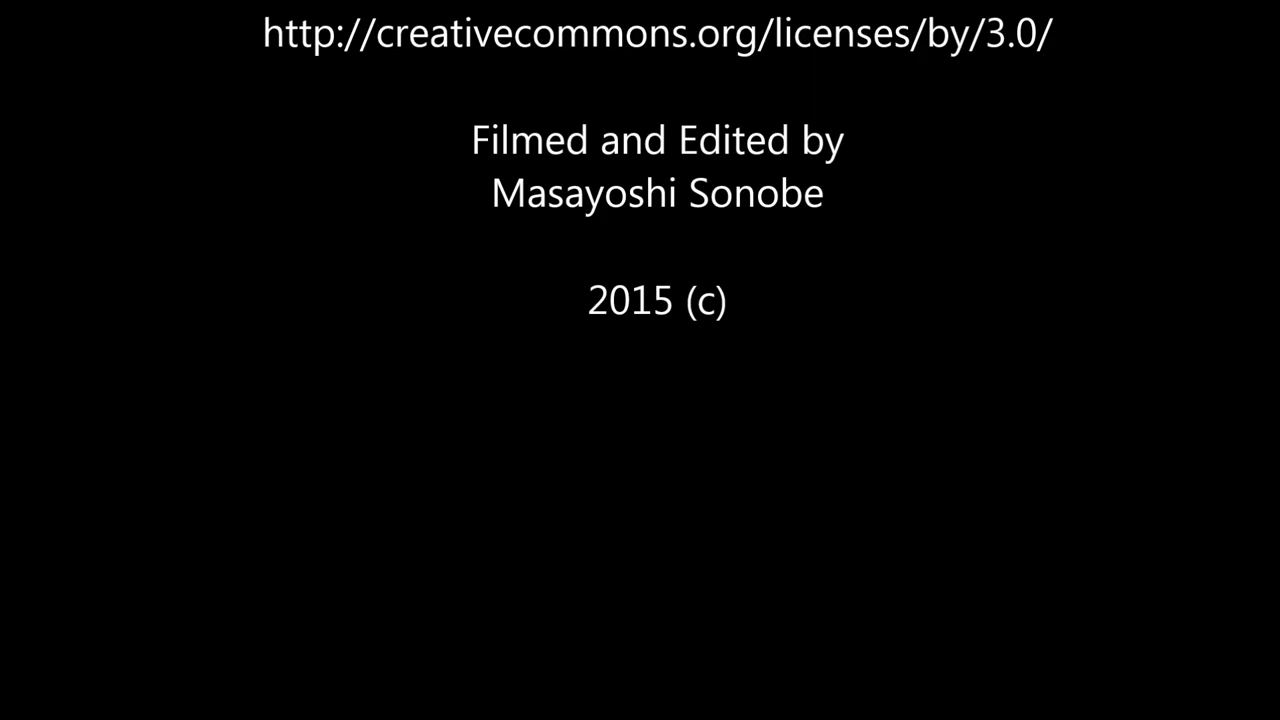 http://creativecommons.org/licenses/by/3.0/
Filmed and Edited by
Masayoshi Sonobe
2015 (c)